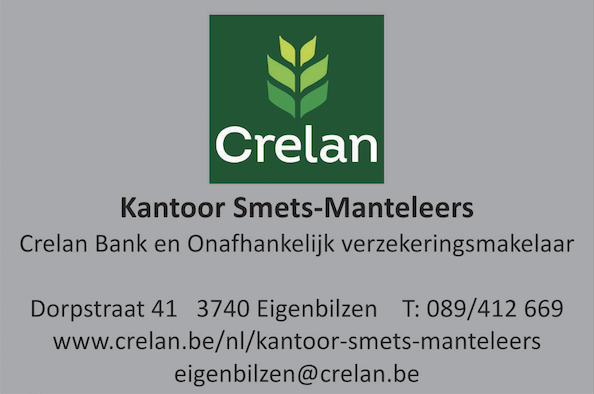 Crelan
Kantoor Smets-Manteleers
Crelan Bank en Onafhankelijk verzekeringsmakelaar
Dorpstraat 41 3740 Eigenbilzen T: 089/412 669
www.crelan.be/nl/kantoor-smets-manteleers
eigenbilzen@crelan.be